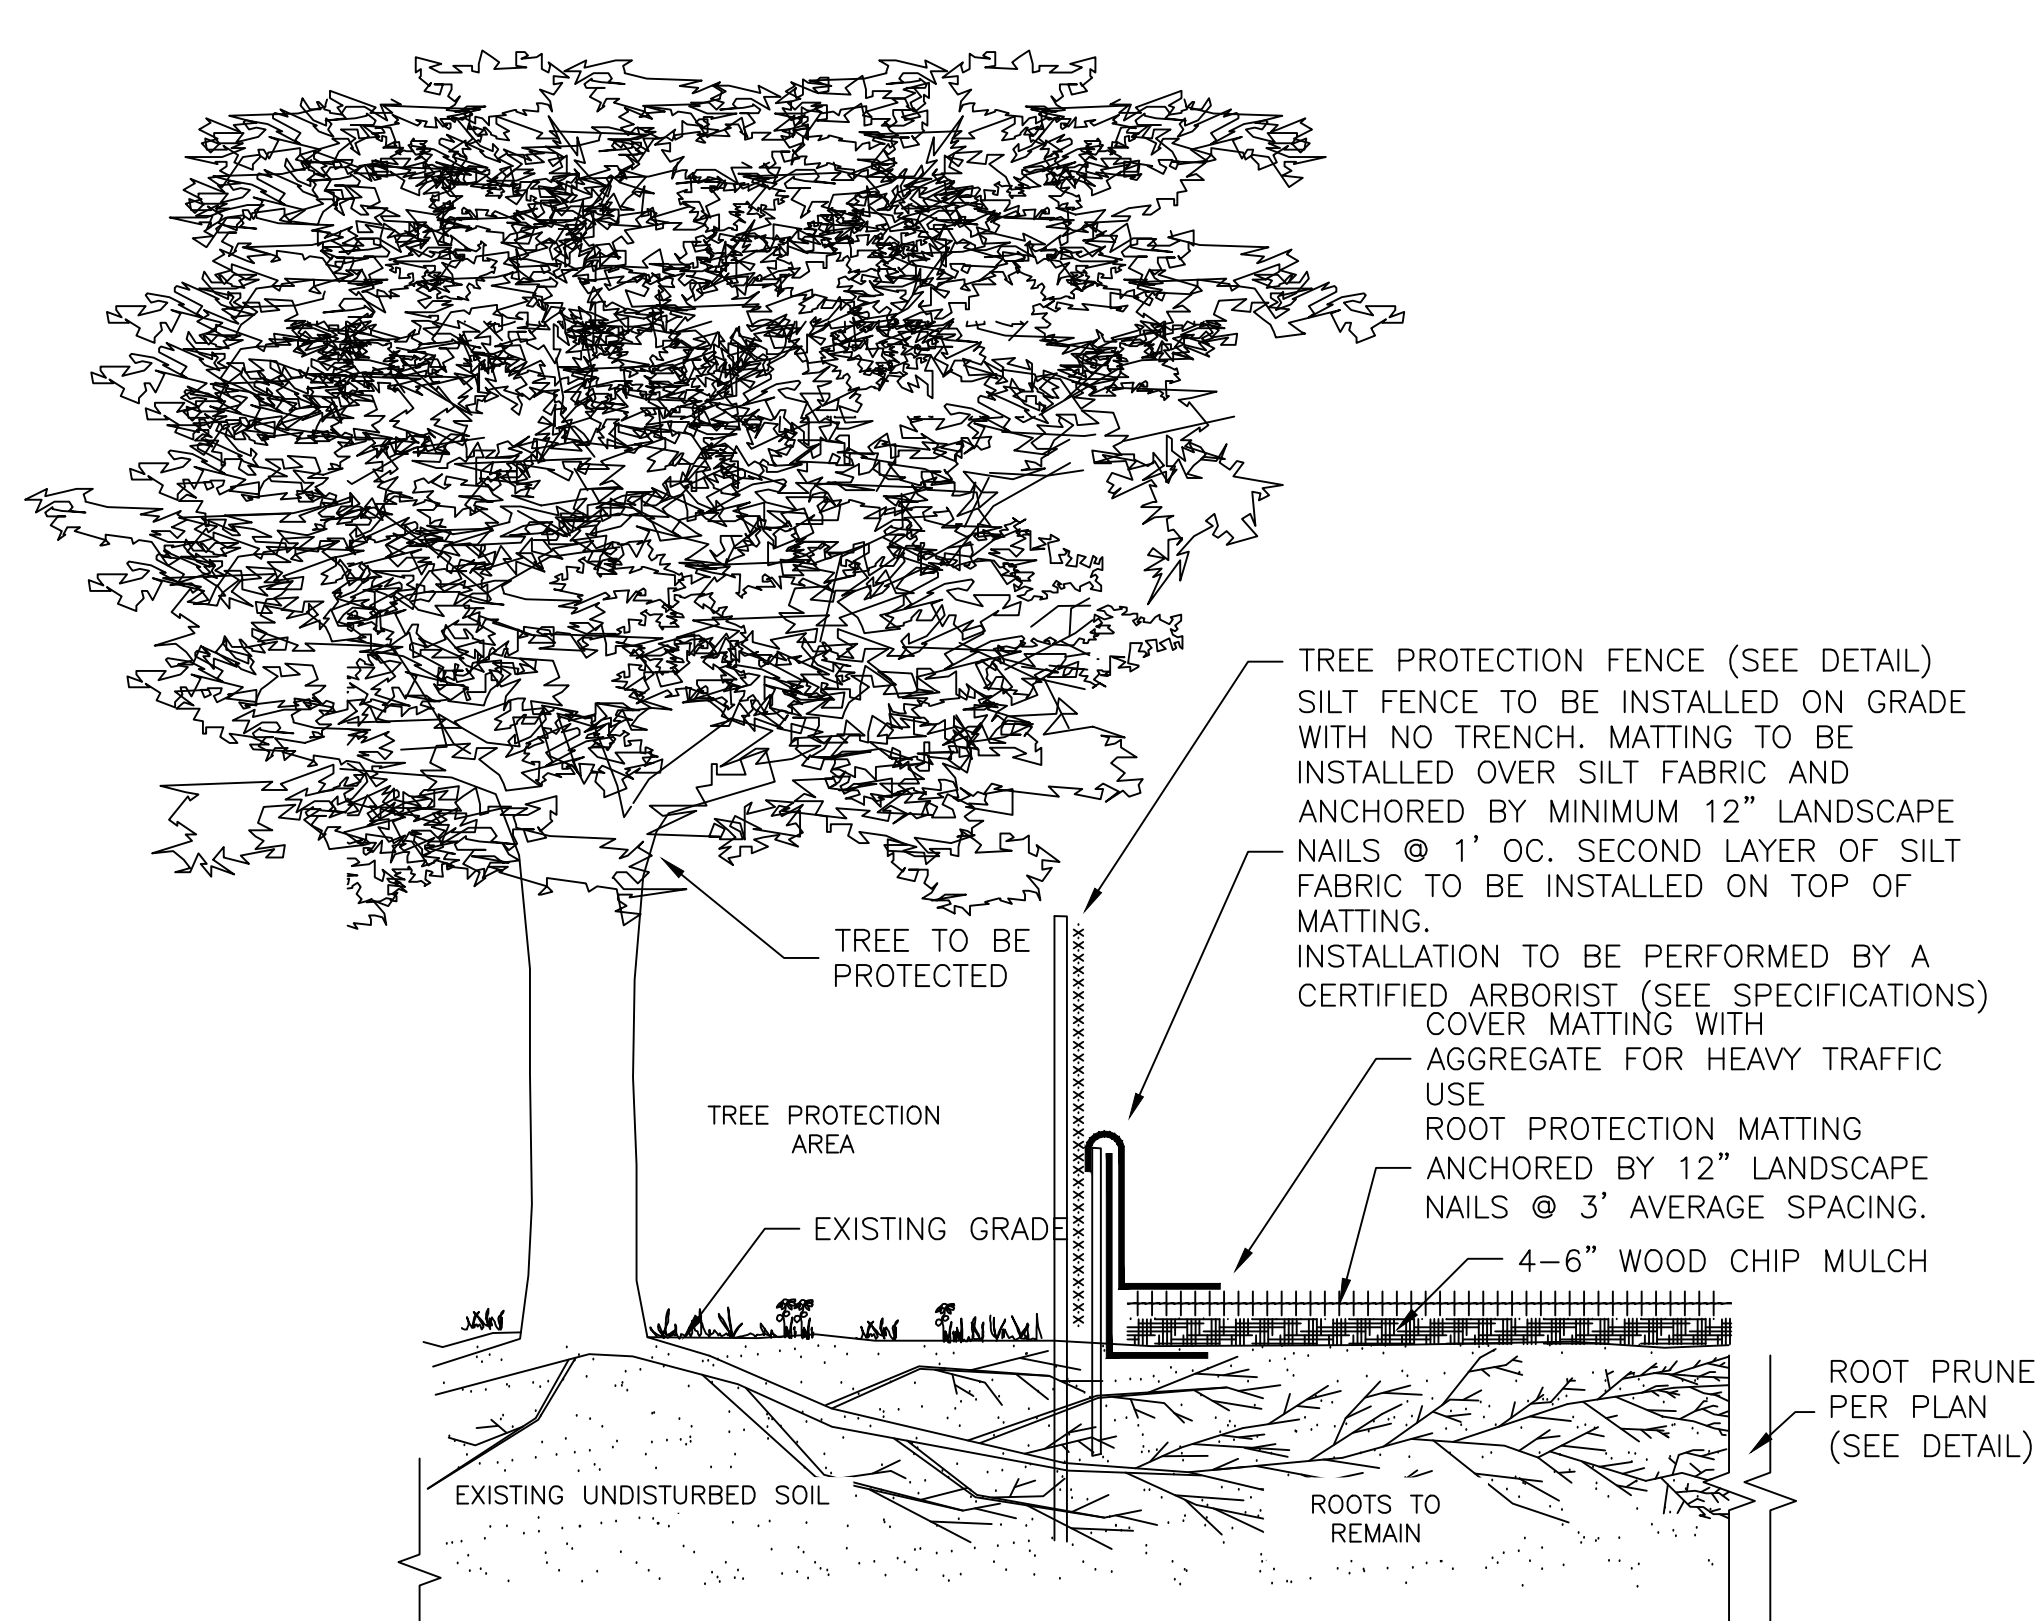 TREE PROTECTION FENCE (SEE DETAIL)
SILT FENCE TO BE INSTALLED ON GRADE
WITH NO TRENCH. MATTING TO BE
INSTALLED OVER SILT FABRIC AND
ANCHORED BY MINIMUM 12” LANDSCAPE
NAILS @ 1’ OC. SECOND LAYER OF SILT
FABRIC TO BE INSTALLED ON TOP OF
MATTING.
INSTALLATION TO BE PERFORMED BY A
CERTIFIED ARBORIST (SEE SPECIFICATIONS)
TREE TO BE
PROTECTED
COVER MATTING WITH
AGGREGATE FOR HEAVY TRAFFIC
USE
TREE PROTECTION
AREA
ROOT PROTECTION MATTING
ANCHORED BY 12” LANDSCAPE
NAILS @ 3’ AVERAGE SPACING.
EXISTING GRADE
4–6” WOOD CHIP MULCH
ROOT PRUNE
PER PLAN
(SEE DETAIL)
EXISTING UNDISTURBED SOIL
ROOTS TO
REMAIN